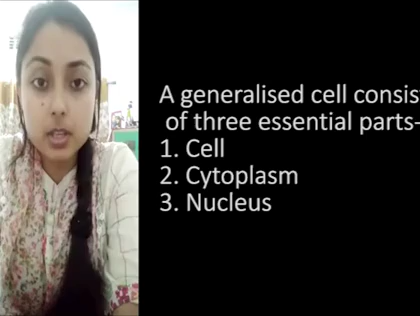 A generalised cell consis
of three essential parts-
1. Cell
2. Cytoplasm
3. Nucleus